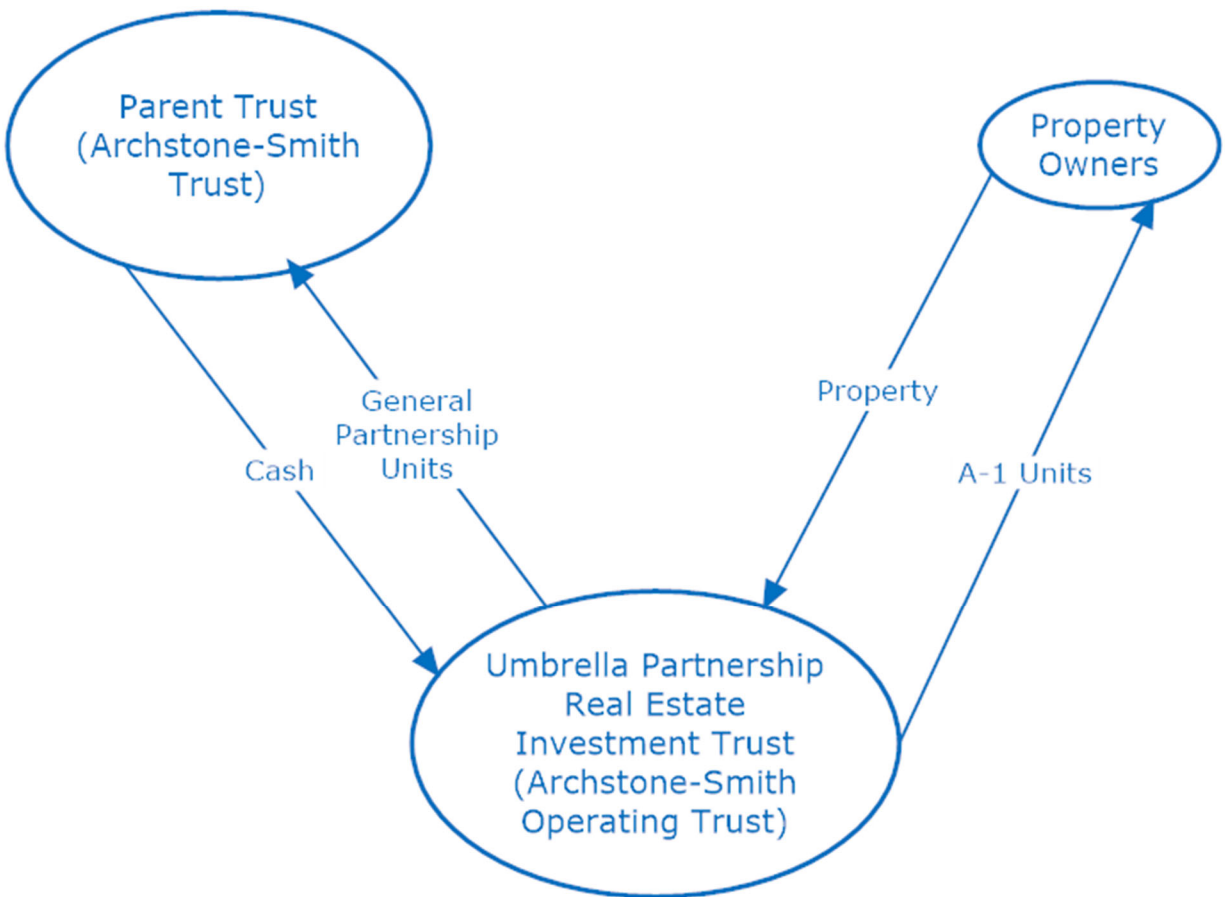 Parent Trust
(Archstone-Smith
Trust)
Property
Owners
General
Partnership
Units
Cash
Property
A-1 Units
Umbrella Partnership
Real Estate
Investment Trust
(Archstone-Smith
Operating Trust)